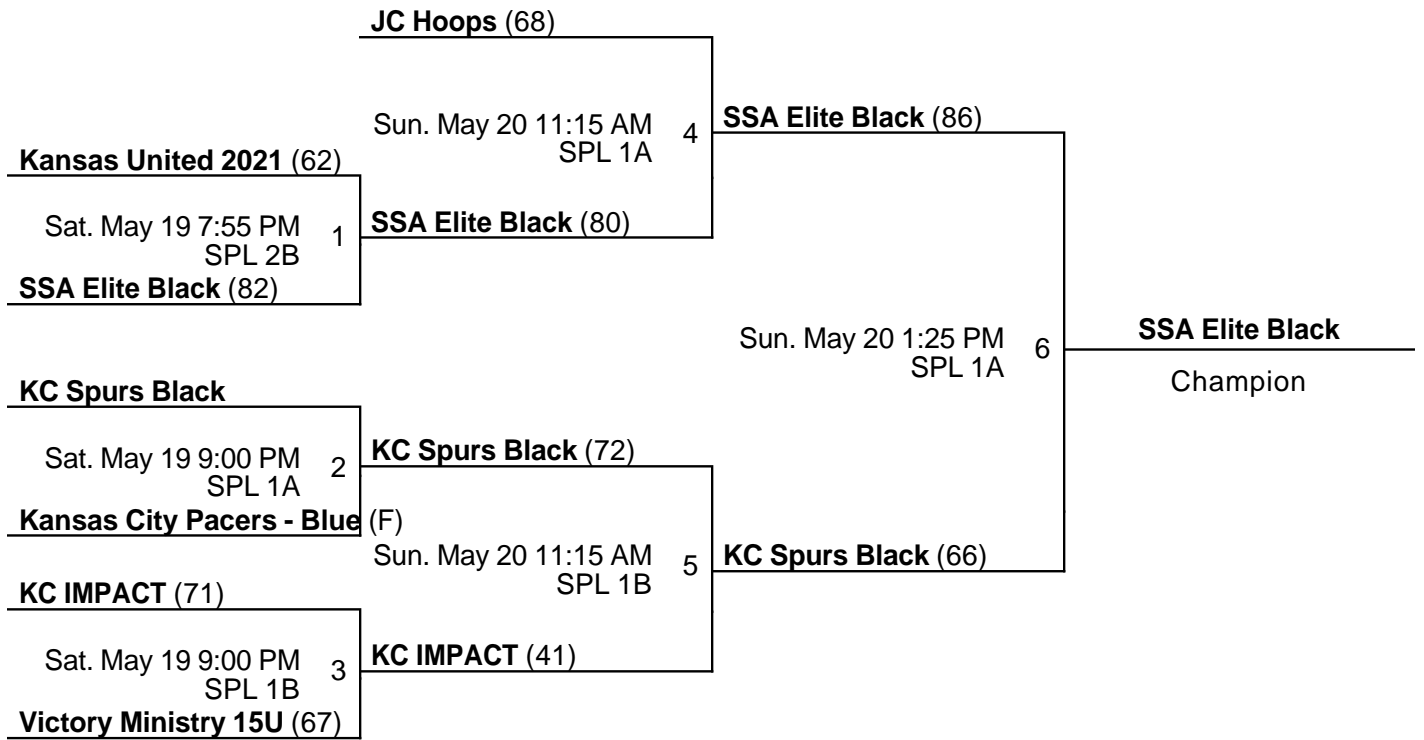 JC Hoops (68)
Sun. May 20 11:15 AM
SPL 1A
4
SSA Elite Black (86)
Kansas United 2021 (62)
Sat. May 19 7:55 PM
SPL 2B
1
SSA Elite Black (80)
SSA Elite Black (82)
Sun. May 20 1:25 PM
SPL 1A
6
SSA Elite Black
Champion
KC Spurs Black
Sat. May 19 9:00 PM
SPL 1A
2
KC Spurs Black (72)
Kansas City Pacers - Blue (F)
Sun. May 20 11:15 AM
SPL 1B
5
KC Spurs Black (66)
KC IMPACT (71)
Sat. May 19 9:00 PM
SPL 1B
3
KC IMPACT (41)
Victory Ministry 15U (67)